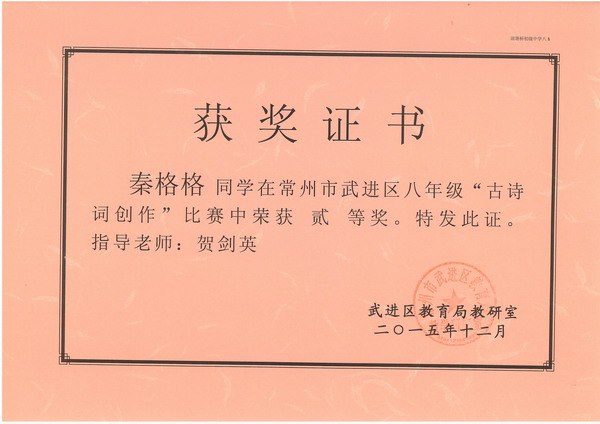 获奖证书
秦格格 同学在常州市武进区八年级“古诗
词创作”比赛中荣获 贰 等奖。特发此证。
指导老师：贺剑英
武进区教育局教研室
二〇一五年十二月